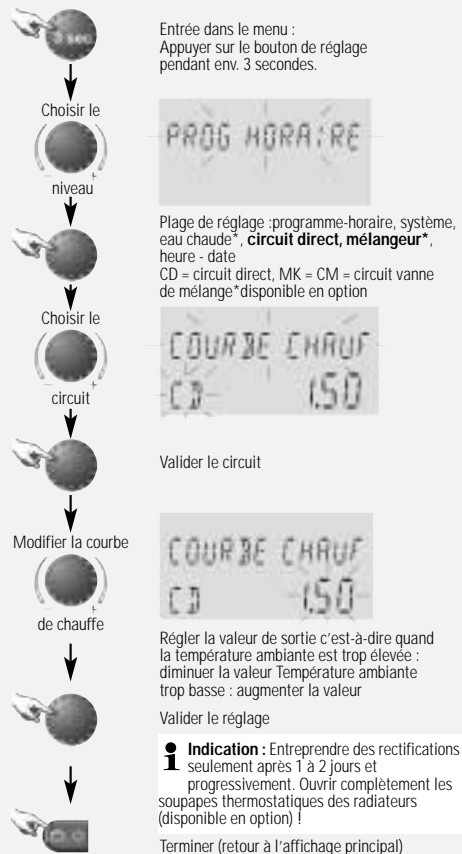 3 sec
Entrée dans le menu :
Appuyer sur le bouton de réglage
pendant env. 3 secondes.
Choisir le
- +
niveau
PROG HORAIRE
Plage de réglage :programme-horaire, système,
eau chaude*, circuit direct, mélangeur*,
heure - date
CD = circuit direct, MK = CM = circuit vanne
de mélange*disponible en option
Choisir le
- +
circuit
COURBE CHAUF
CD 1.50
Valider le circuit
Modifier la courbe
- +
de chauffe
COURBE CHAUF
CD 1.50
Régler la valeur de sortie c'est-à-dire quand
la température ambiante est trop élevée :
diminuer la valeur Température ambiante
trop basse : augmenter la valeur
Valider le réglage
Indication : Entreprendre des rectifications
seulement après 1 à 2 jours et
progressivement. Ouvrir complètement les
soupapes thermostatiques des radiateurs
(disponible en option) !
Terminer (retour à l'affichage principal)